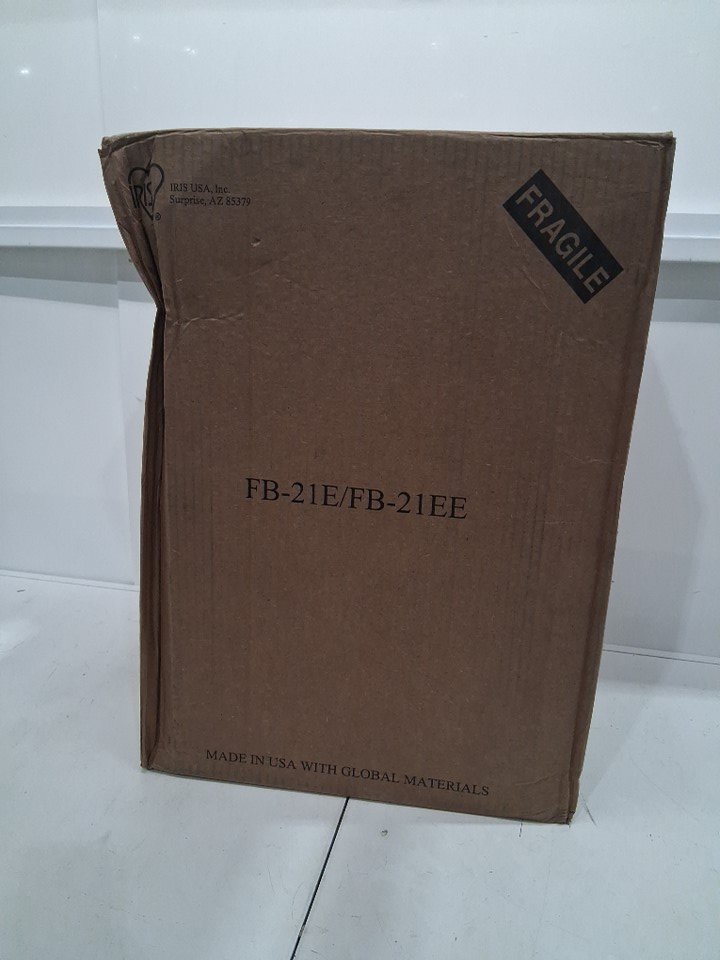 IRIS
®
IRIS USA, Inc.
Surprise, AZ 85379
FRAGILE
FB-21E/FB-21EE
MADE IN USA WITH GLOBAL MATERIALS